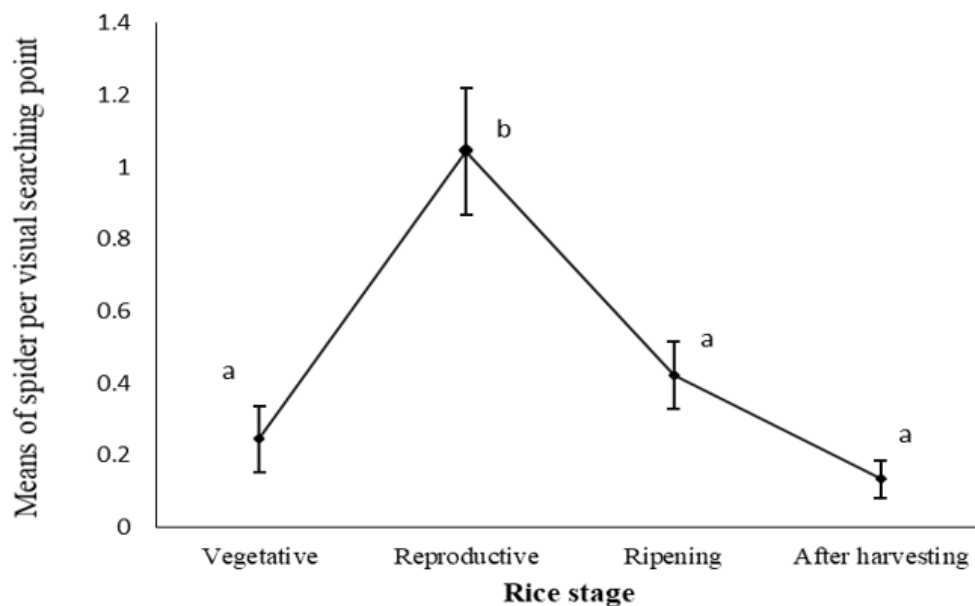 Means of spider per visual searching point
1.4
1.2
1
0.8
0.6
0.4
0.2
0
a
b
a
a
Vegetative Reproductive Ripening After harvesting
Rice stage